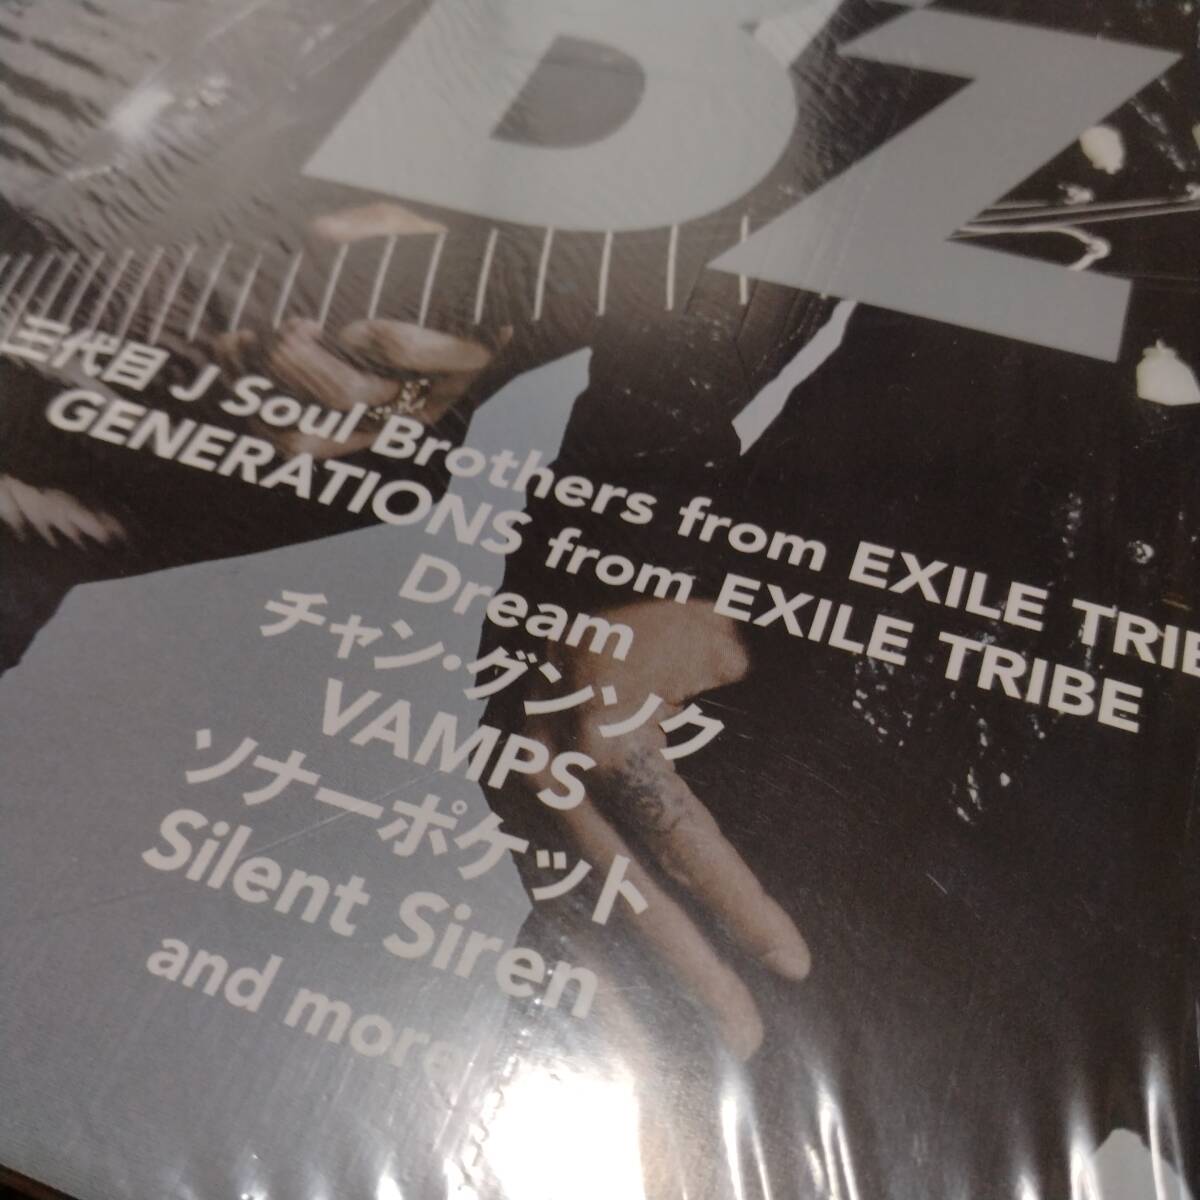 B'z
三代目 J Soul Brothers from EXILE TRIBE
GENERATIONS from EXILE TRIBE
Dream
チャン・グンソク
VAMPS
ソナーポケット
Silent Siren
and more